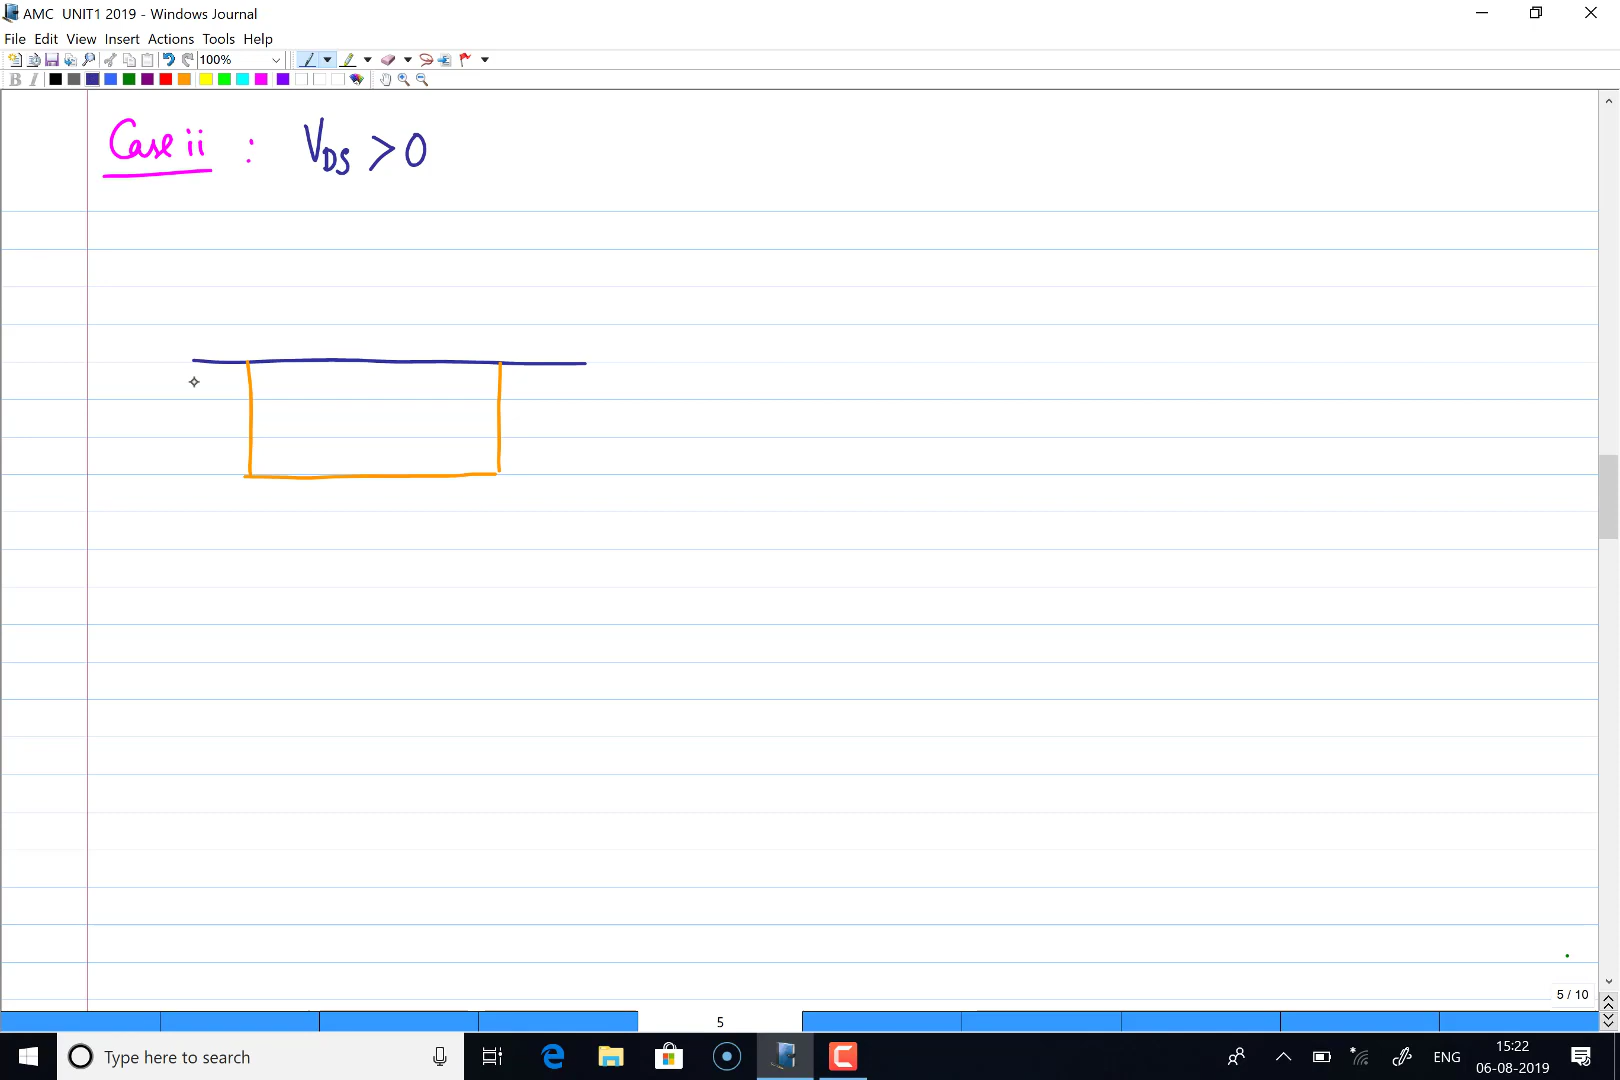 AMC UNIT1 2019 - Windows Journal
File Edit View Insert Actions Tools Help
100%
B I
Case ii : VDS > 0
5 / 10
5
Type here to search
ENG
15:22
06-08-2019